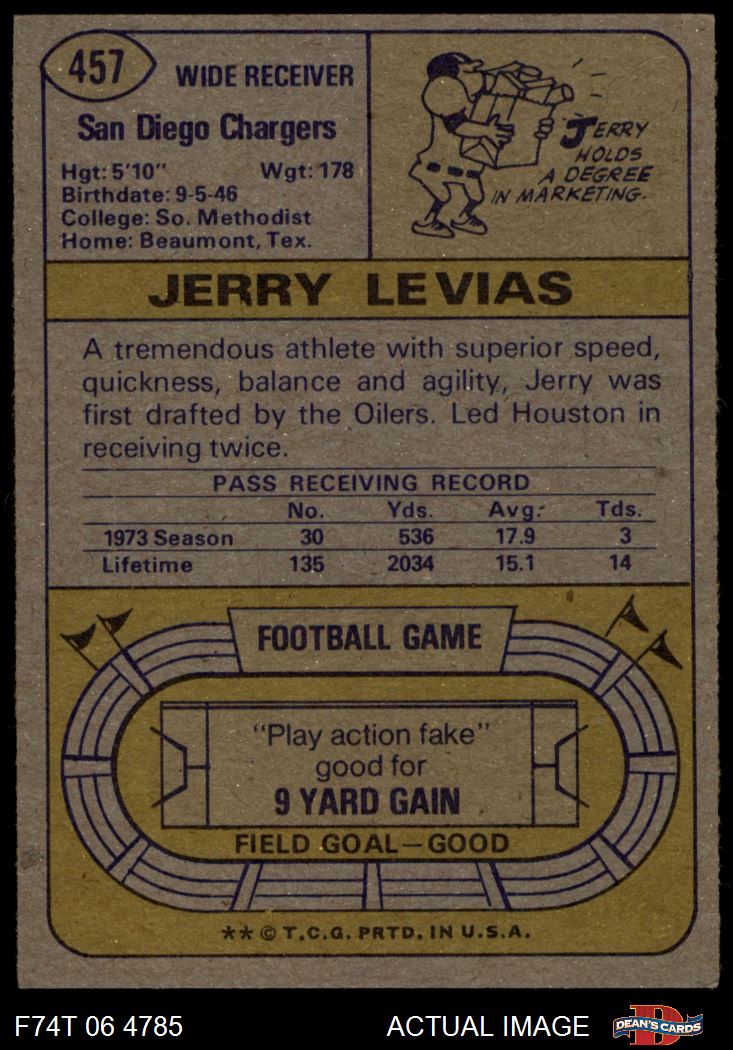 457
WIDE RECEIVER
San Diego Chargers
Hgt: 5'10" Wgt: 178
Birthdate: 9-5-46
College: So. Methodist
Home: Beaumont, Tex.
JERRY
HOLDS
A DEGREE
IN MARKETING.
JERRY LEVIAS
A tremendous athlete with superior speed,
quickness, balance and agility, Jerry was
first drafted by the Oilers. Led Houston in
receiving twice.
PASS RECEIVING RECORD
No. Yds. Avg. Tds.
1973 Season 30 536 17.9 3
Lifetime 135 2034 15.1 14
FOOTBALL GAME
"Play action fake"
good for
9 YARD GAIN
FIELD GOAL—GOOD
**© T.C.G. PRTD. IN U.S.A.
F74T 06 4785 ACTUAL IMAGE
D
DEAN'S CARDS